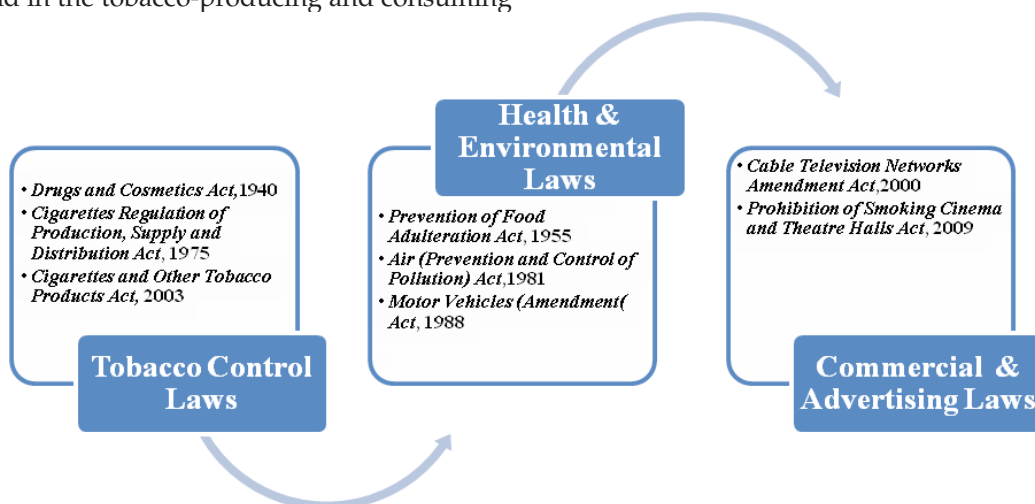 nd in the tobacco-producing and consuming
• Drugs and Cosmetics Act,1940
• Cigarettes Regulation of
Production, Supply and
Distribution Act, 1975
• Cigarettes and Other Tobacco
Products Act, 2003
Tobacco Control
Laws
Health &
Environmental
Laws
• Prevention of Food
Adulteration Act, 1955
• Air (Prevention and Control of
Pollution) Act,1981
• Motor Vehicles (Amendment(
Act, 1988
• Cable Television Networks
Amendment Act,2000
• Prohibition of Smoking Cinema
and Theatre Halls Act, 2009
Commercial &
Advertising Laws